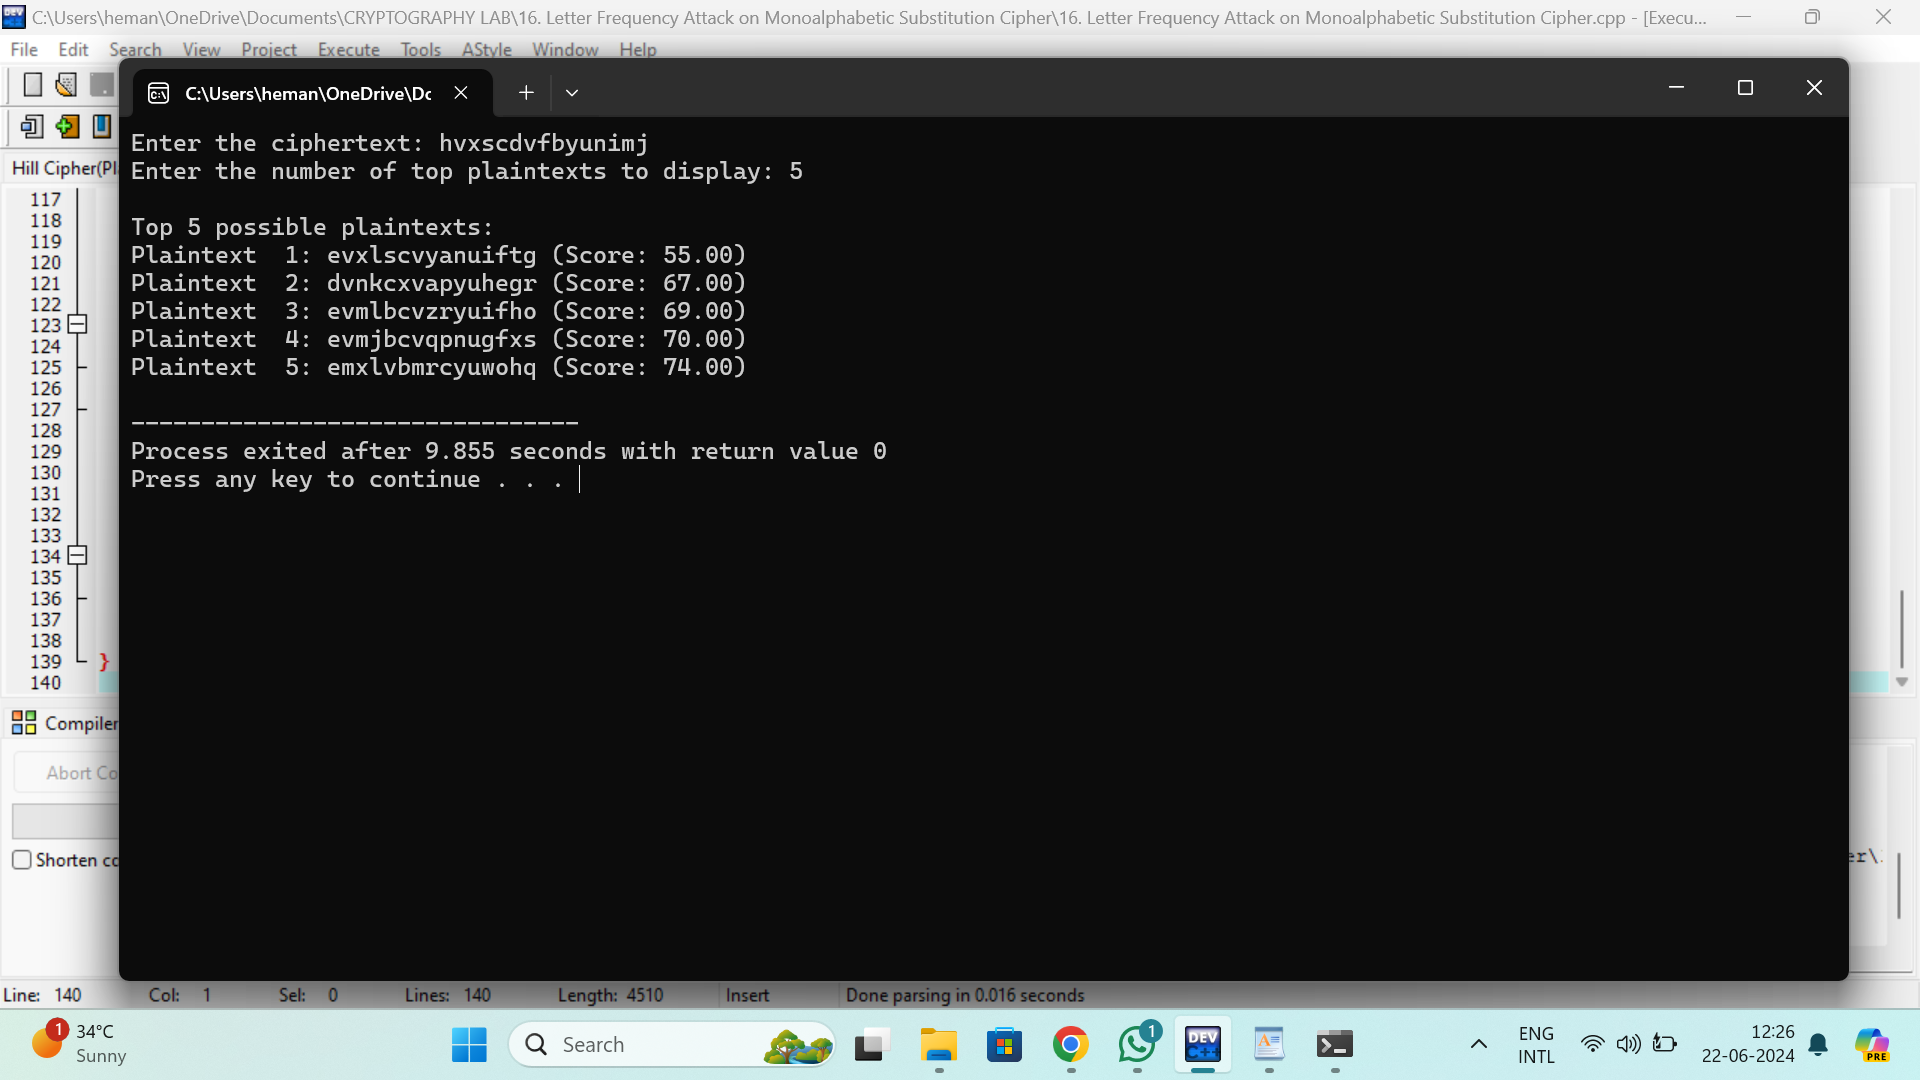 C:\Users\heman\OneDrive\Documents\CRYPTOGRAPHY LAB\16. Letter Frequency Attack on Monoalphabetic Substitution Cipher\16. Letter Frequency Attack on Monoalphabetic Substitution Cipher.cpp - [Execu...
File Edit Search View Project Execute Tools AStyle Window Help
C:\Users\heman\OneDrive\Dc
Enter the ciphertext: hvxscdvfbyunimj
Enter the number of top plaintexts to display: 5
Hill Cipher(Pl
Top 5 possible plaintexts:
Plaintext  1: evxlscvyanuiftg (Score: 55.00)
Plaintext  2: dvnkcxvapyuhegr (Score: 67.00)
Plaintext  3: evmlbcvzryuifho (Score: 69.00)
Plaintext  4: evmjbcvqpnugfxs (Score: 70.00)
Plaintext  5: emxlvbmrcyuwohq (Score: 74.00)
--------------------------------
Process exited after 9.855 seconds with return value 0
Press any key to continue . . .
117
118
119
120
121
122
123
124
125
126
127
128
129
130
131
132
133
134
135
136
137
138
139 }
140
Compiler
Abort Co
Shorten co
er\
Line: 140 Col: 1 Sel: 0 Lines: 140 Length: 4510 Insert Done parsing in 0.016 seconds
1
34°C
Sunny
Search
1
DEV
C++
ENG
INTL
12:26
22-06-2024
PRE